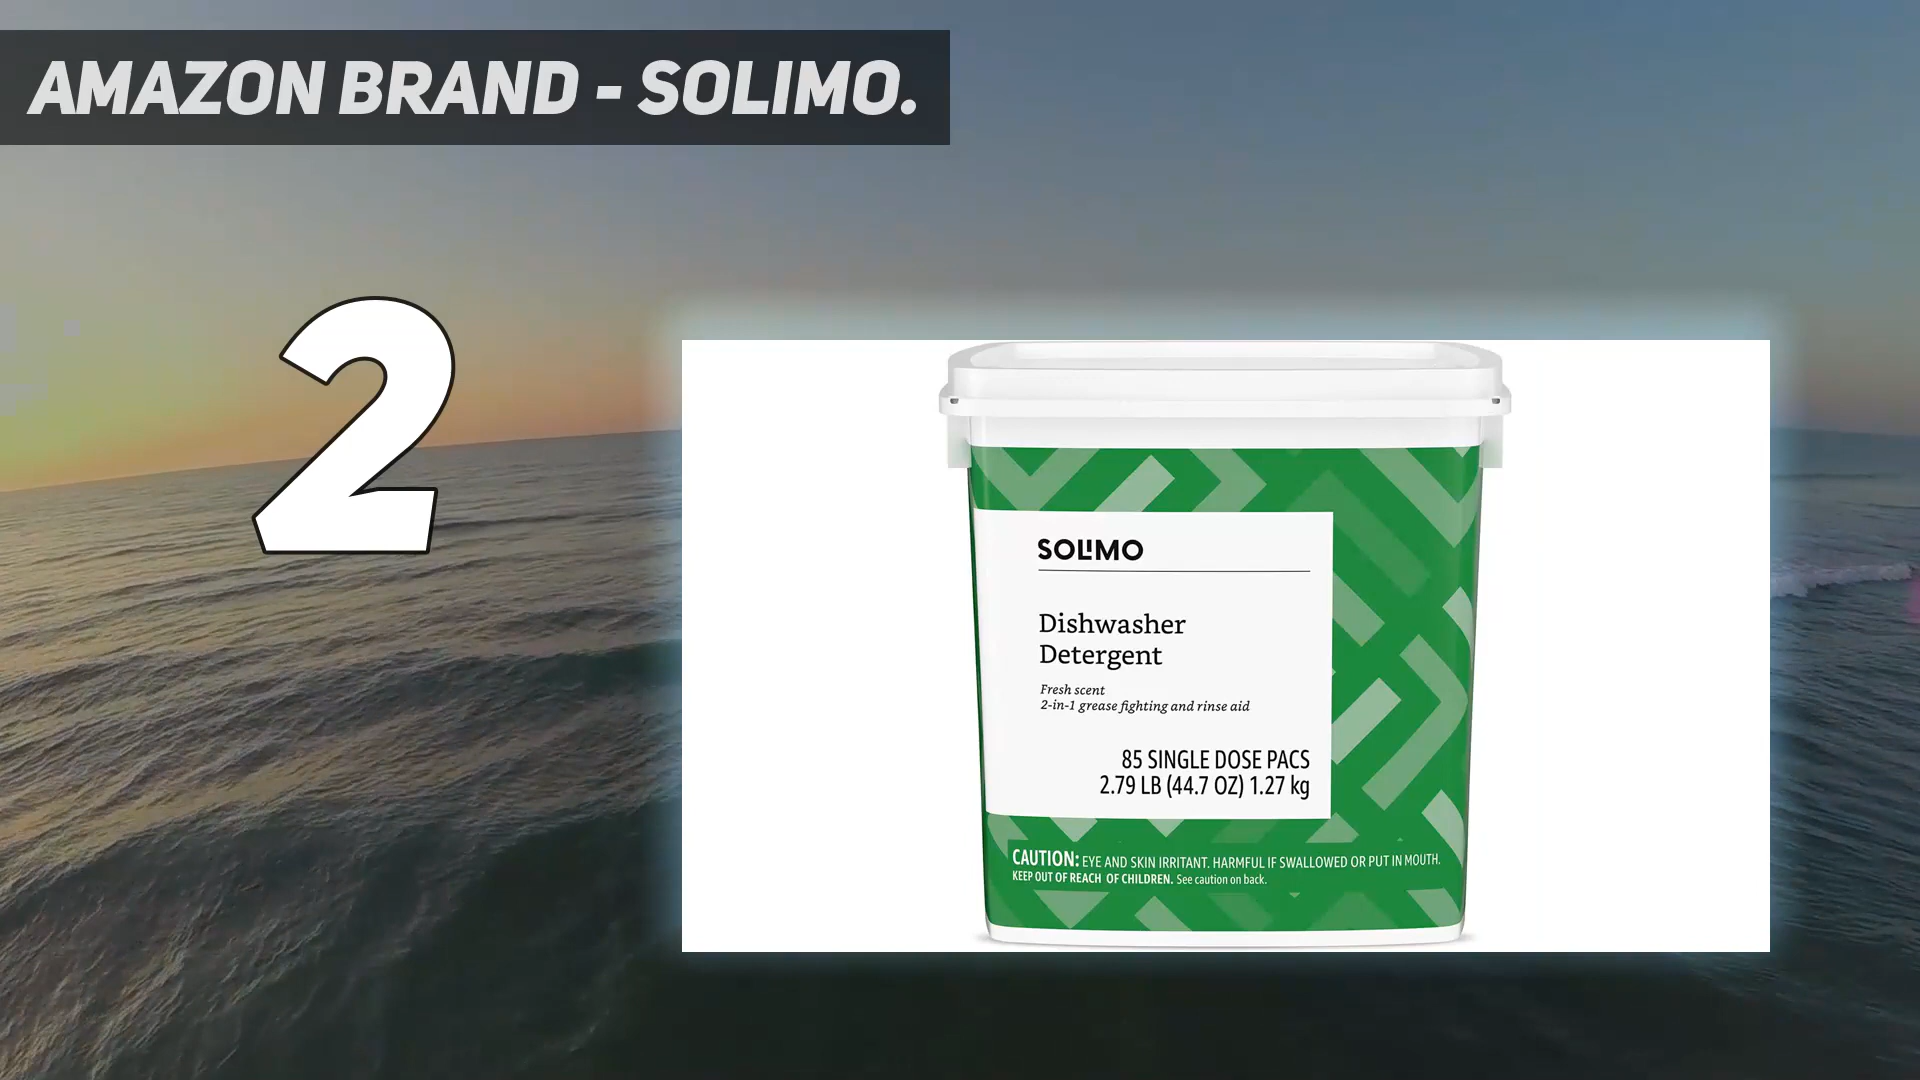 AMAZON BRAND - SOLIMO.
2
SOLIMO
Dishwasher
Detergent
Fresh scent
2-in-1 grease fighting and rinse aid
85 SINGLE DOSE PACS
2.79 LB (44.7 OZ) 1.27 kg
CAUTION: EYE AND SKIN IRRITANT. HARMFUL IF SWALLOWED OR PUT IN MOUTH.
KEEP OUT OF REACH OF CHILDREN. See caution on back.